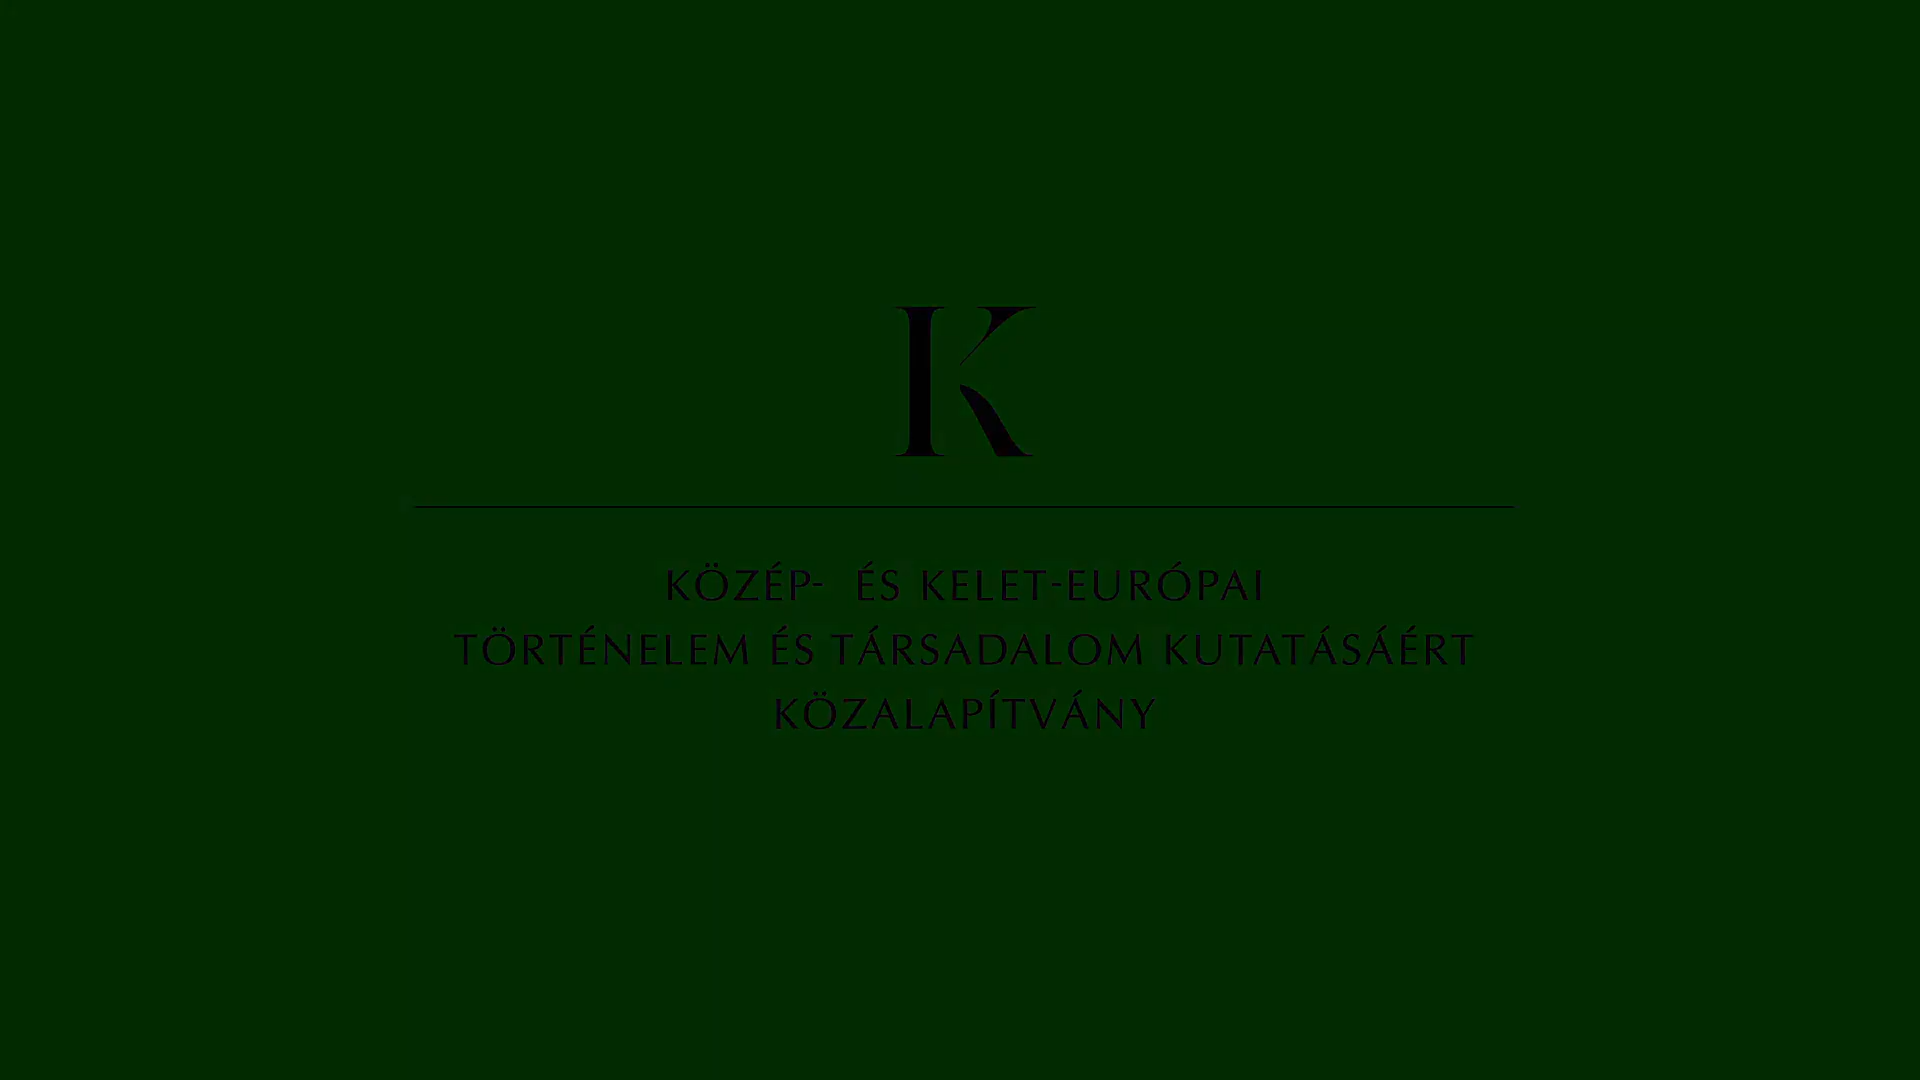 K
KÖZÉP- ÉS KELET-EURÓPAI
TÖRTÉNELEM ÉS TÁRSADALOM KUTATÁSÁÉRT
KÖZALAPÍTVÁNY